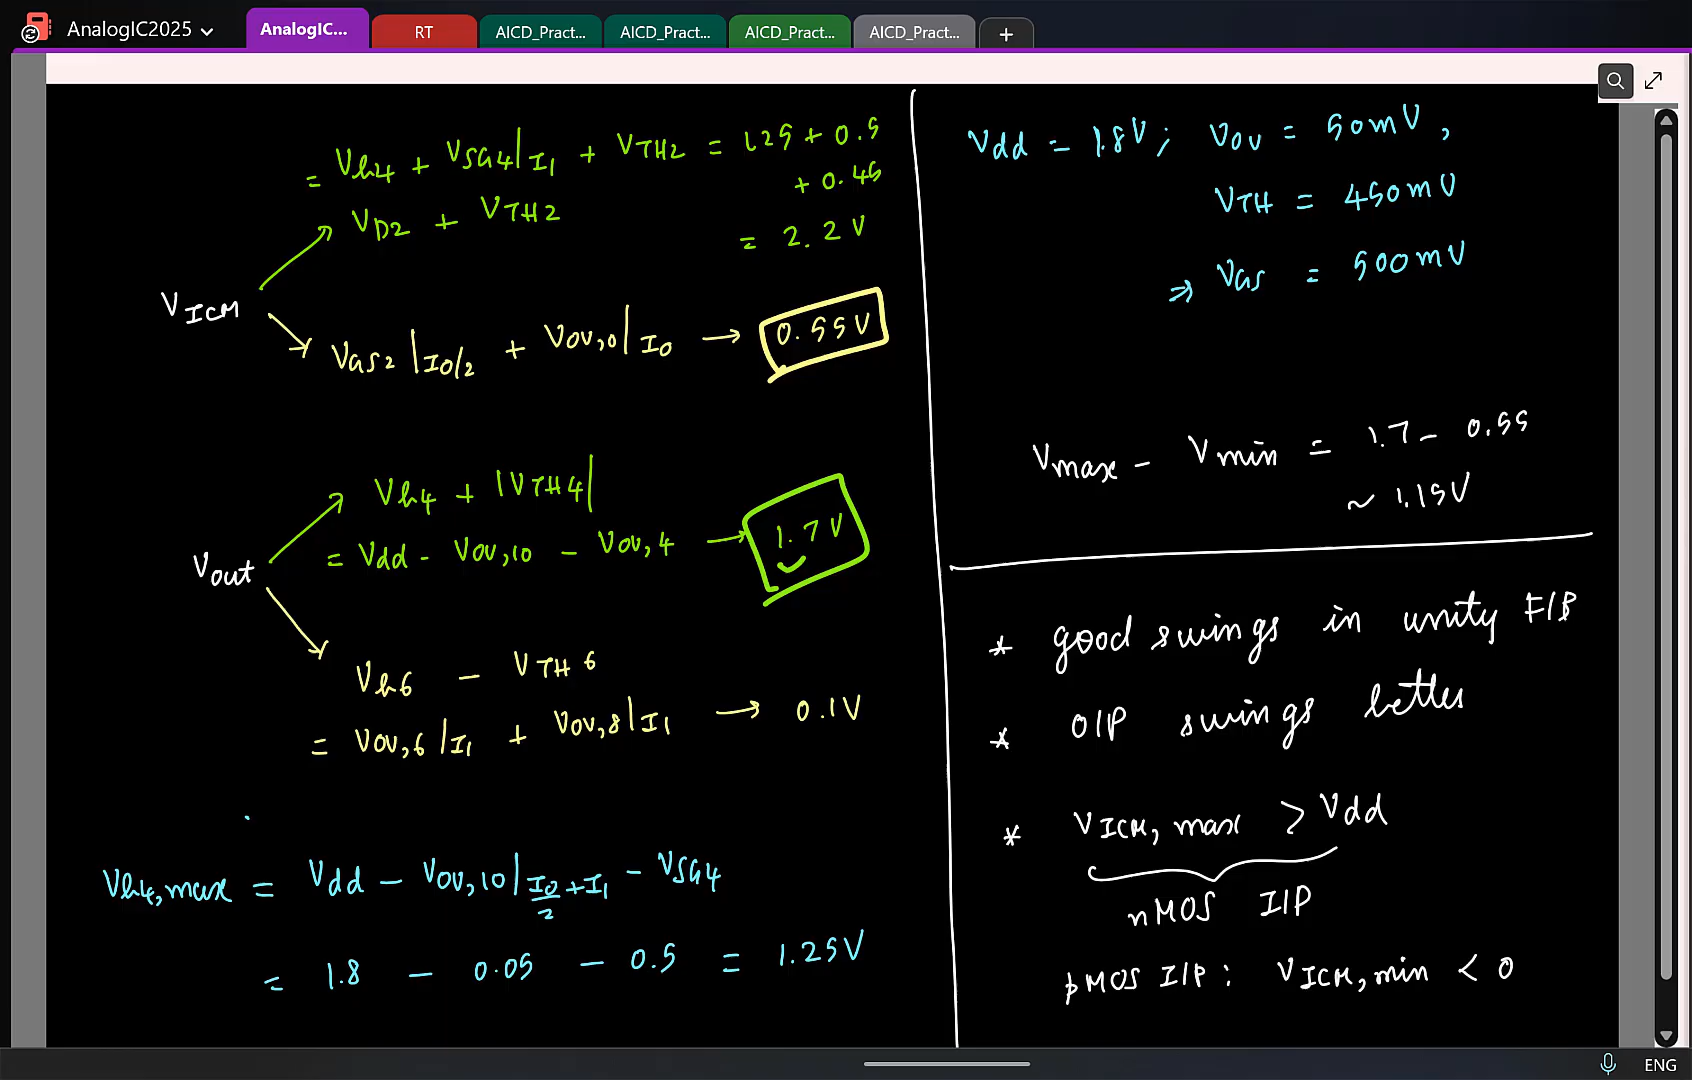 AnalogIC2025
AnalogIC...
RT
AICD_Pract...
AICD_Pract...
AICD_Pract...
AICD_Pract...
+
= Vb4 + VSG4|I1 + VTH2 = 1.25 + 0.5
+ 0.45
VD2 + VTH2
= 2.2V
VICM
VGS2|I0/2 + VOV,0|I0 → 0.55V
Vb4 + |VTH4|
= Vdd - VOV,10 - VOV,4 → 1.7V
Vout
Vb6 - VTH6
= VOV,6|I1 + VOV,8|I1 → 0.1V
Vb4,max = Vdd - VOV,10|I0/2+I1 - VSG4
= 1.8 - 0.05 - 0.5 = 1.25V
Vdd = 1.8V; VOV = 50mV,
VTH = 450mV
⇒ VGS = 500mV
Vmax - Vmin = 1.7 - 0.55
~ 1.15V
* good swings in unity F/B
* O/P swings better
* VICM, max > Vdd
nMOS I/P
pMOS I/P: VICM,min < 0
ENG